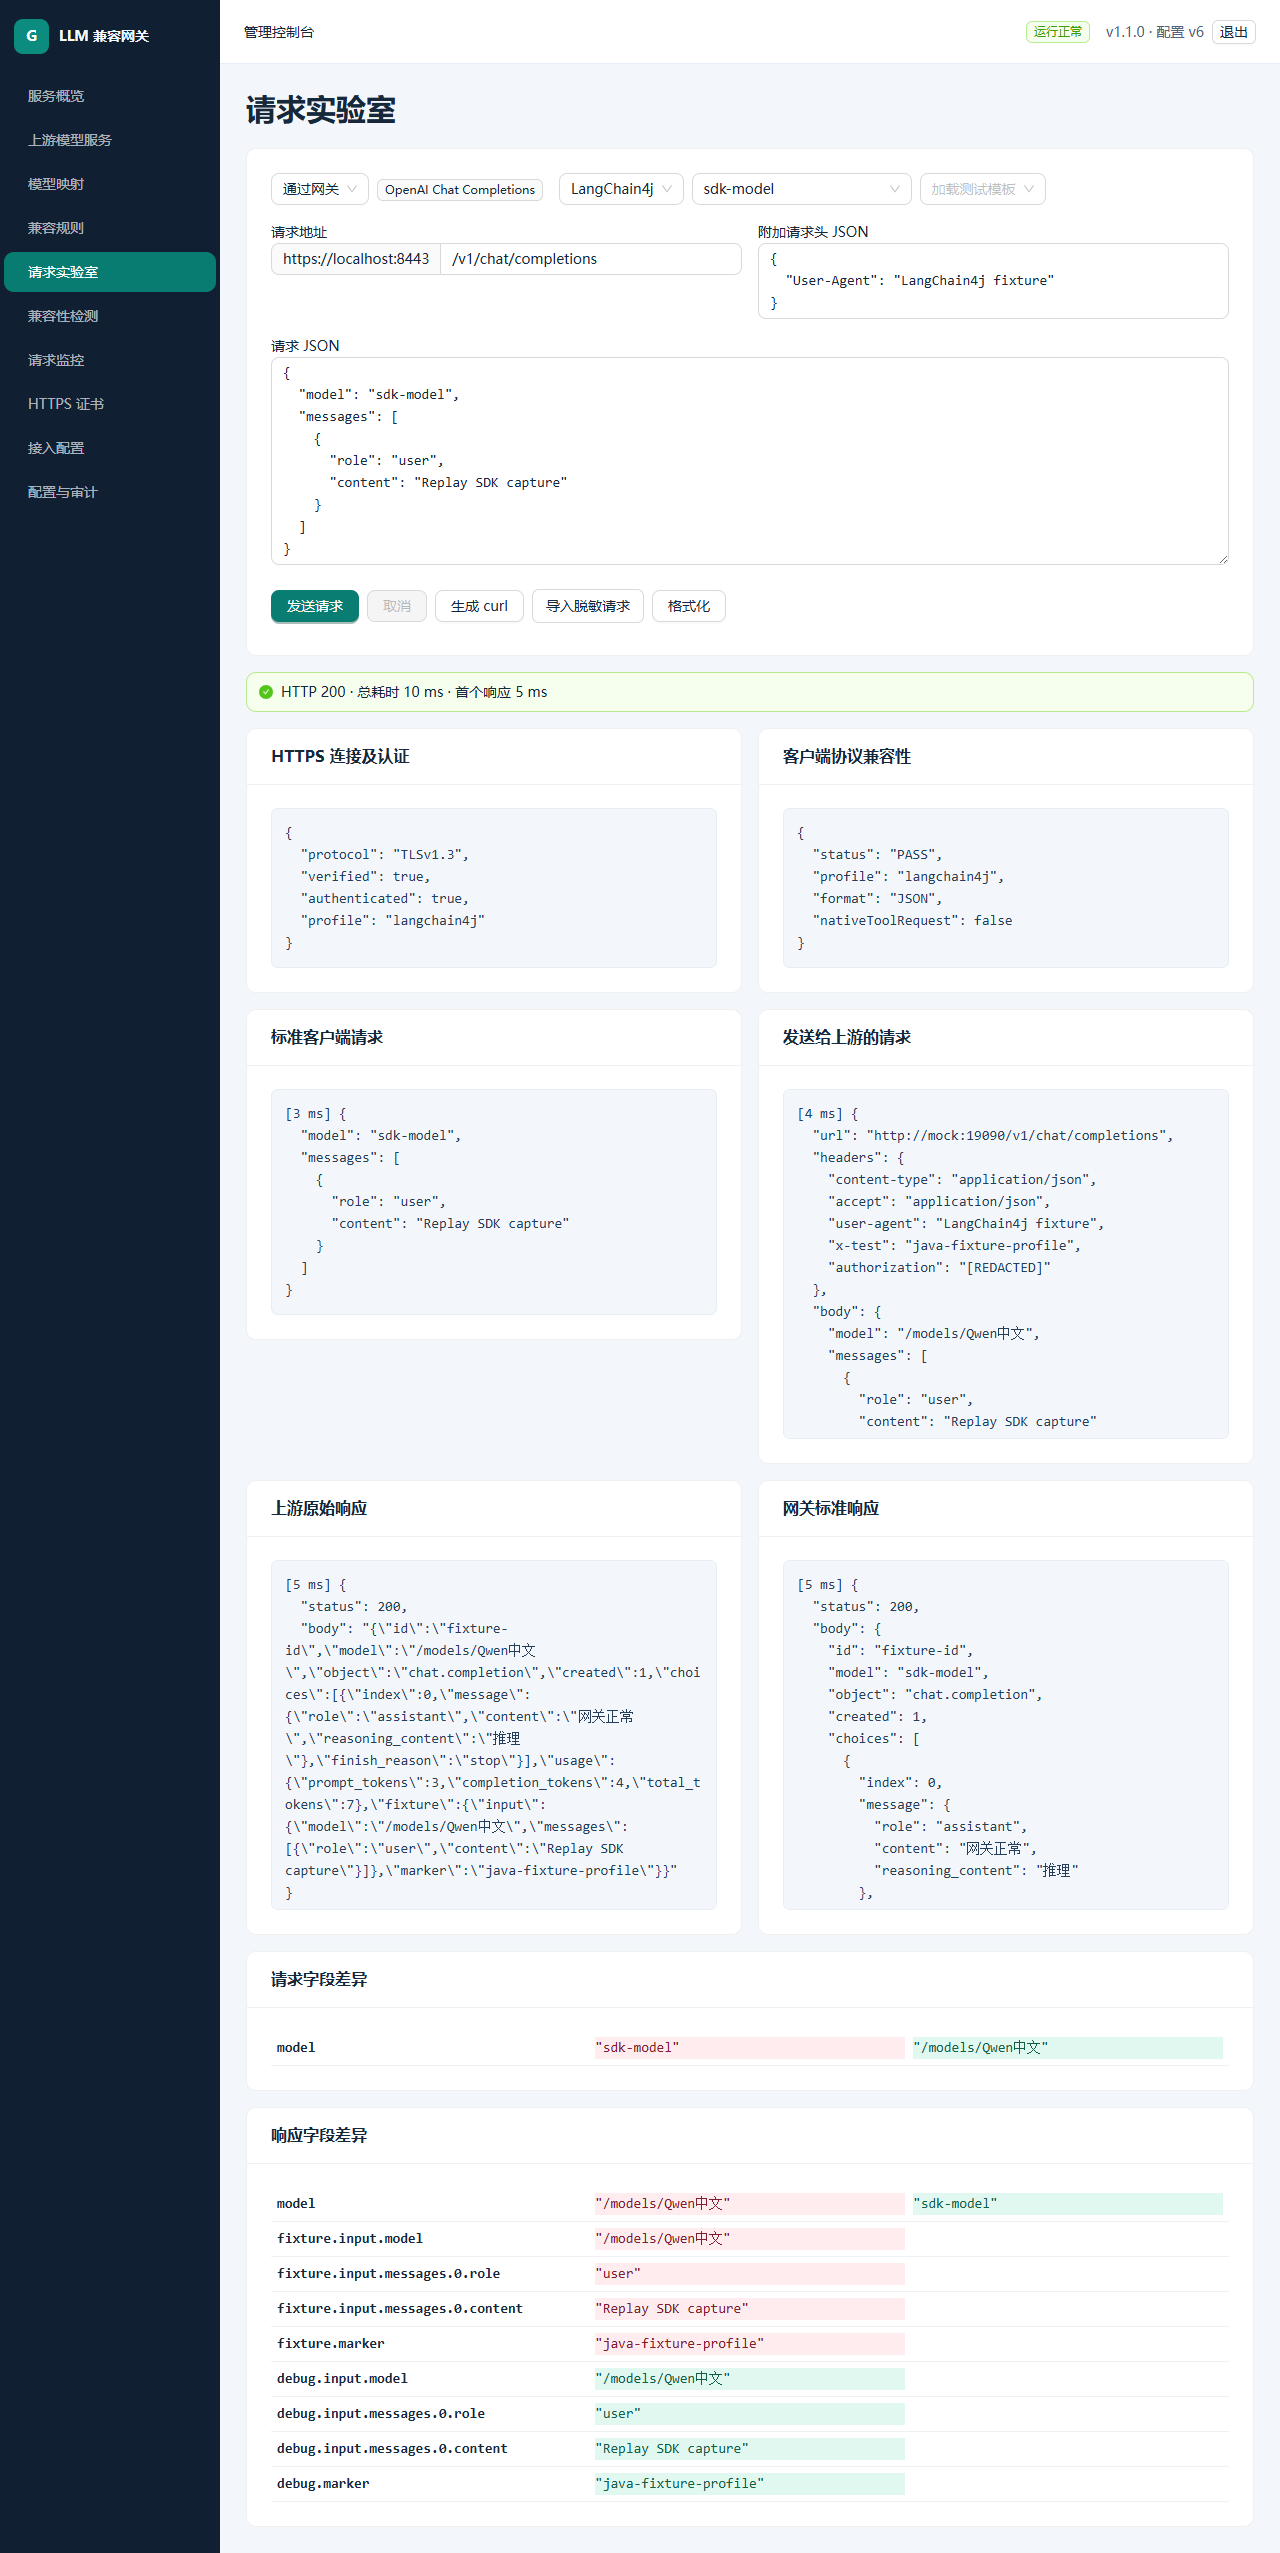 G LLM 兼容网关
服务概览
上游模型服务
模型映射
兼容规则
请求实验室
兼容性检测
请求监控
HTTPS 证书
接入配置
配置与审计
管理控制台
运行正常 v1.1.0 · 配置 v6 退出
请求实验室
通过网关 OpenAI Chat Completions LangChain4j sdk-model 加载测试模板
请求地址
https://localhost:8443 /v1/chat/completions
附加请求头 JSON
{
  "User-Agent": "LangChain4j fixture"
}
请求 JSON
{
  "model": "sdk-model",
  "messages": [
    {
      "role": "user",
      "content": "Replay SDK capture"
    }
  ]
}
发送请求 取消 生成 curl 导入脱敏请求 格式化
HTTP 200 · 总耗时 10 ms · 首个响应 5 ms
HTTPS 连接及认证
{
  "protocol": "TLSv1.3",
  "verified": true,
  "authenticated": true,
  "profile": "langchain4j"
}
客户端协议兼容性
{
  "status": "PASS",
  "profile": "langchain4j",
  "format": "JSON",
  "nativeToolRequest": false
}
标准客户端请求
[3 ms] {
  "model": "sdk-model",
  "messages": [
    {
      "role": "user",
      "content": "Replay SDK capture"
    }
  ]
}
发送给上游的请求
[4 ms] {
  "url": "http://mock:19090/v1/chat/completions",
  "headers": {
    "content-type": "application/json",
    "accept": "application/json",
    "user-agent": "LangChain4j fixture",
    "x-test": "java-fixture-profile",
    "authorization": "[REDACTED]"
  },
  "body": {
    "model": "/models/Qwen中文",
    "messages": [
      {
        "role": "user",
        "content": "Replay SDK capture"
上游原始响应
[5 ms] {
  "status": 200,
  "body": "{\"id\":\"fixture-
id\",\"model\":\"/models/Qwen中文
\",\"object\":\"chat.completion\",\"created\":1,\"choi
ces\":[{\"index\":0,\"message\":
{\"role\":\"assistant\",\"content\":\"网关正常
\",\"reasoning_content\":\"推理
\"},\"finish_reason\":\"stop\"}],\"usage\":
{\"prompt_tokens\":3,\"completion_tokens\":4,\"total_t
okens\":7},\"fixture\":{\"input\":
{\"model\":\"/models/Qwen中文\",\"messages\":
[{\"role\":\"user\",\"content\":\"Replay SDK
capture\"}]},\"marker\":\"java-fixture-profile\"}}"
}
网关标准响应
[5 ms] {
  "status": 200,
  "body": {
    "id": "fixture-id",
    "model": "sdk-model",
    "object": "chat.completion",
    "created": 1,
    "choices": [
      {
        "index": 0,
        "message": {
          "role": "assistant",
          "content": "网关正常",
          "reasoning_content": "推理"
        },
请求字段差异
model "sdk-model" "/models/Qwen中文"
响应字段差异
model "/models/Qwen中文" "sdk-model"
fixture.input.model "/models/Qwen中文"
fixture.input.messages.0.role "user"
fixture.input.messages.0.content "Replay SDK capture"
fixture.marker "java-fixture-profile"
debug.input.model "/models/Qwen中文"
debug.input.messages.0.role "user"
debug.input.messages.0.content "Replay SDK capture"
debug.marker "java-fixture-profile"